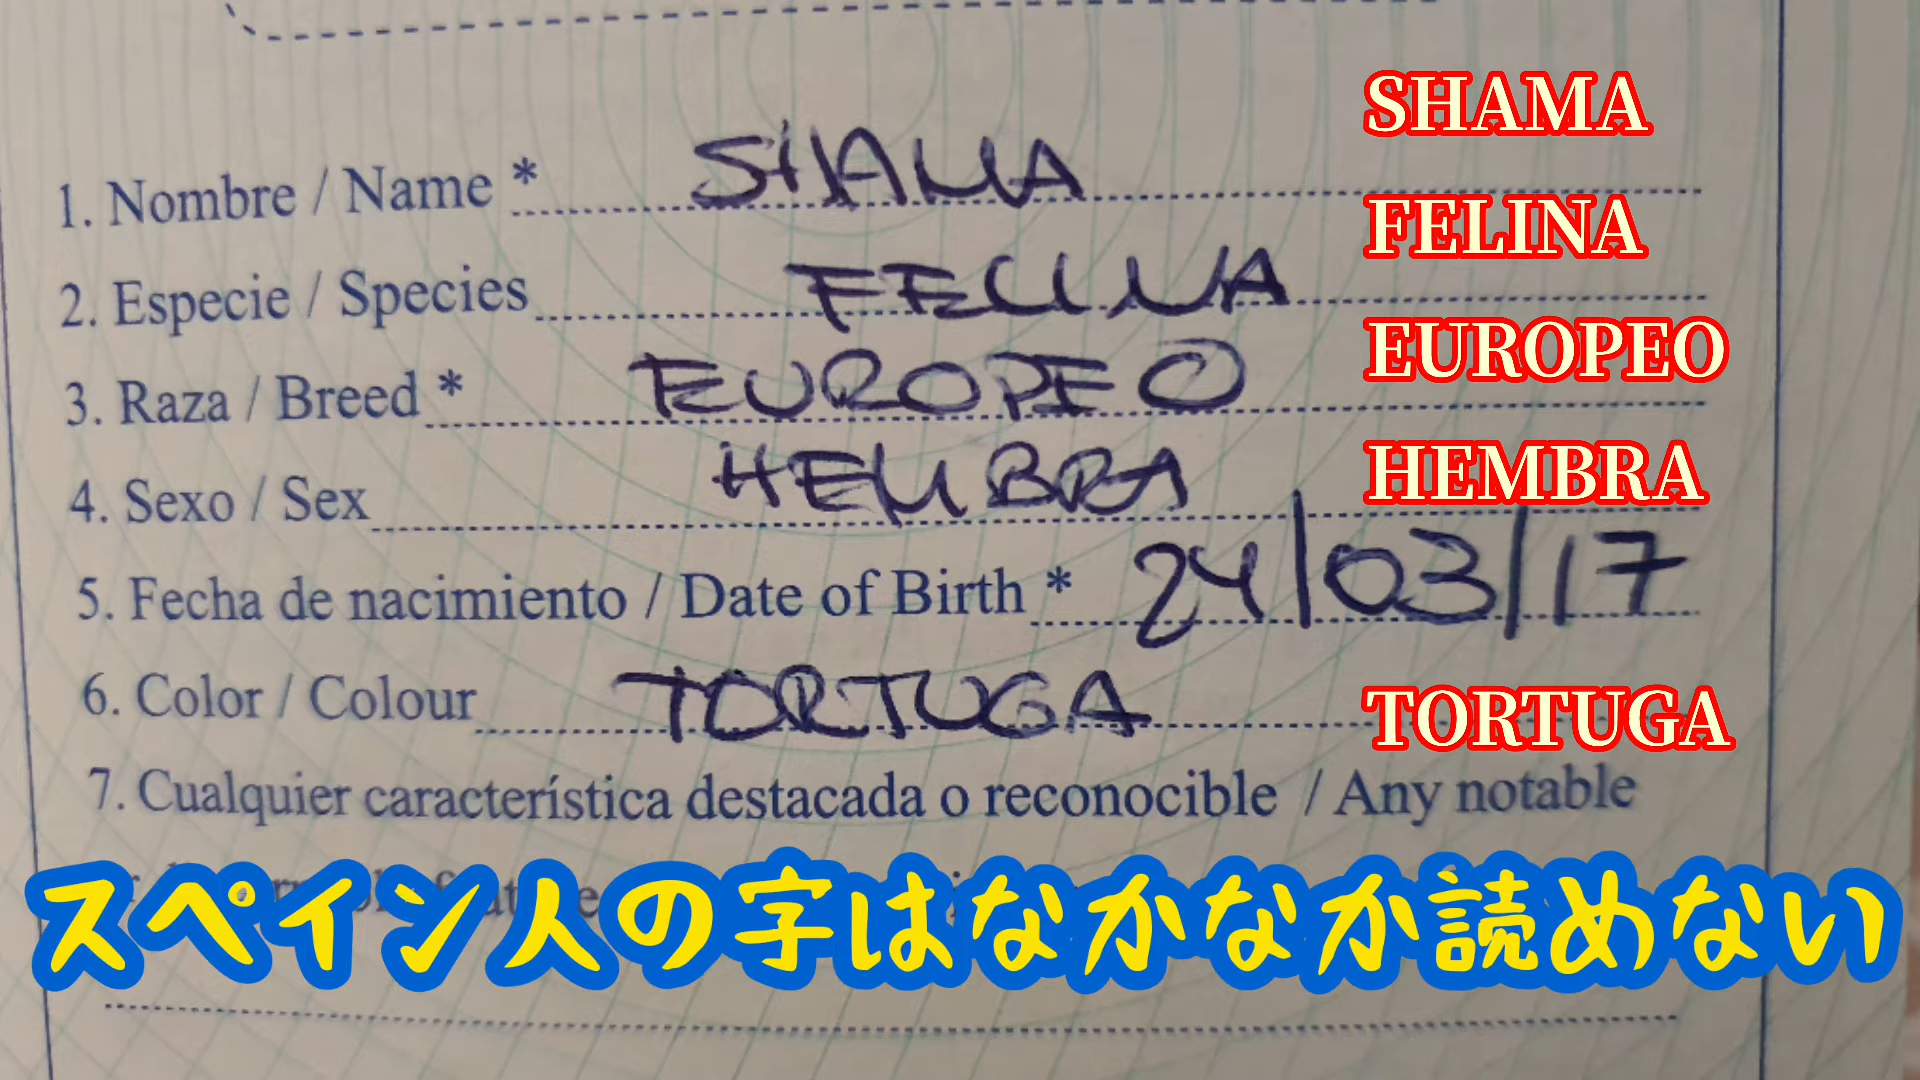 1. Nombre / Name * SHAMA SHAMA
2. Especie / Species FELINA FELINA
3. Raza / Breed * EUROPEO EUROPEO
4. Sexo / Sex HEMBRA HEMBRA
5. Fecha de nacimiento / Date of Birth * 24/03/17
6. Color / Colour TORTUGA TORTUGA
7. Cualquier característica destacada o reconocible / Any notable
スペイン人の字はなかなか読めない